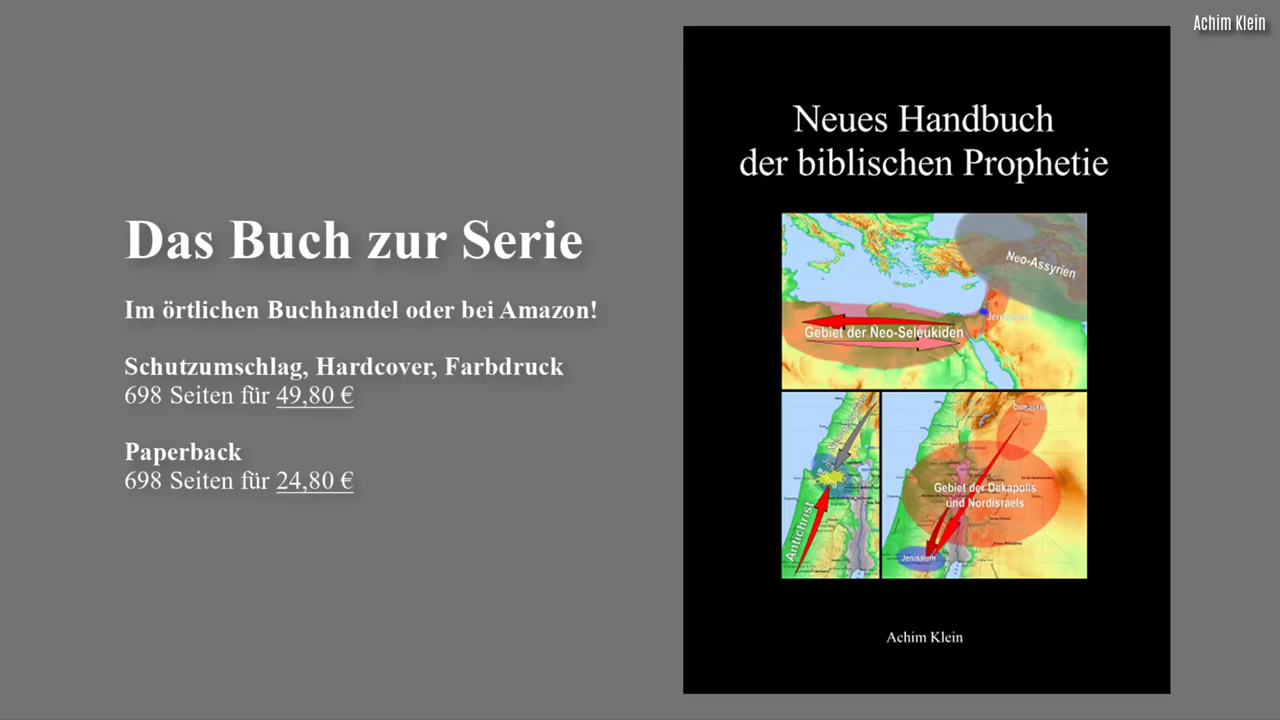 Achim Klein
Das Buch zur Serie
Im örtlichen Buchhandel oder bei Amazon!
Schutzumschlag, Hardcover, Farbdruck
698 Seiten für 49,80 €
Paperback
698 Seiten für 24,80 €
Neues Handbuch
der biblischen Prophetie
Neo-Assyrien
Jerusalem
Gebiet der Neo-Seleukiden
Antichrist
Damaskus
Gebiet der Dekapolis
und Nordisraels
Jerusalem
Achim Klein